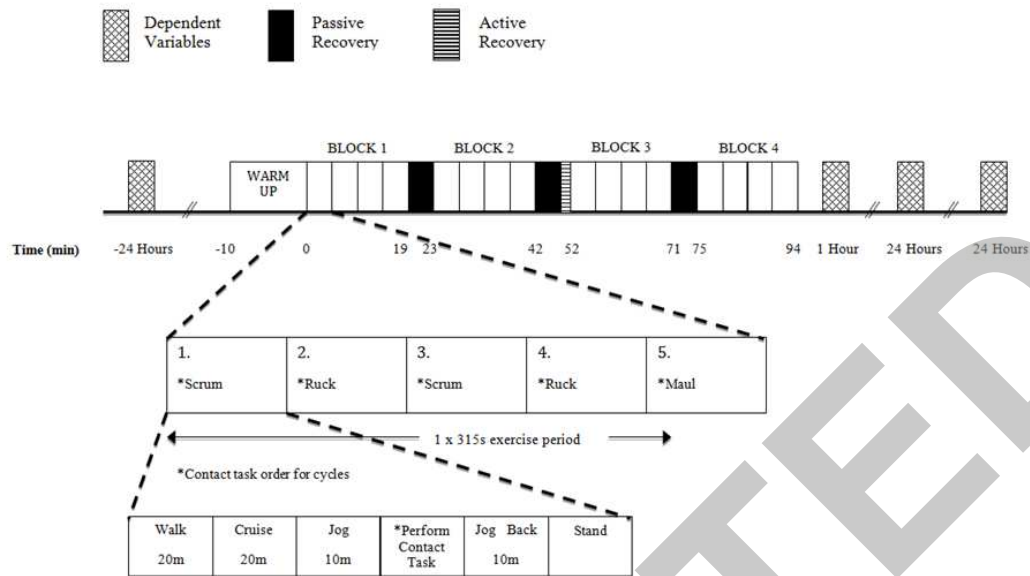 Dependent Variables
Passive Recovery
Active Recovery
BLOCK 1 BLOCK 2 BLOCK 3 BLOCK 4
WARM UP
Time (min) -24 Hours -10 0 19 23 42 52 71 75 94 1 Hour 24 Hours 24 Hours
1. 2. 3. 4. 5.
*Scrum *Ruck *Scrum *Ruck *Maul
1 x 315s exercise period
*Contact task order for cycles
Walk 20m
Cruise 20m
Jog 10m
*Perform Contact Task
Jog Back 10m
Stand
TED